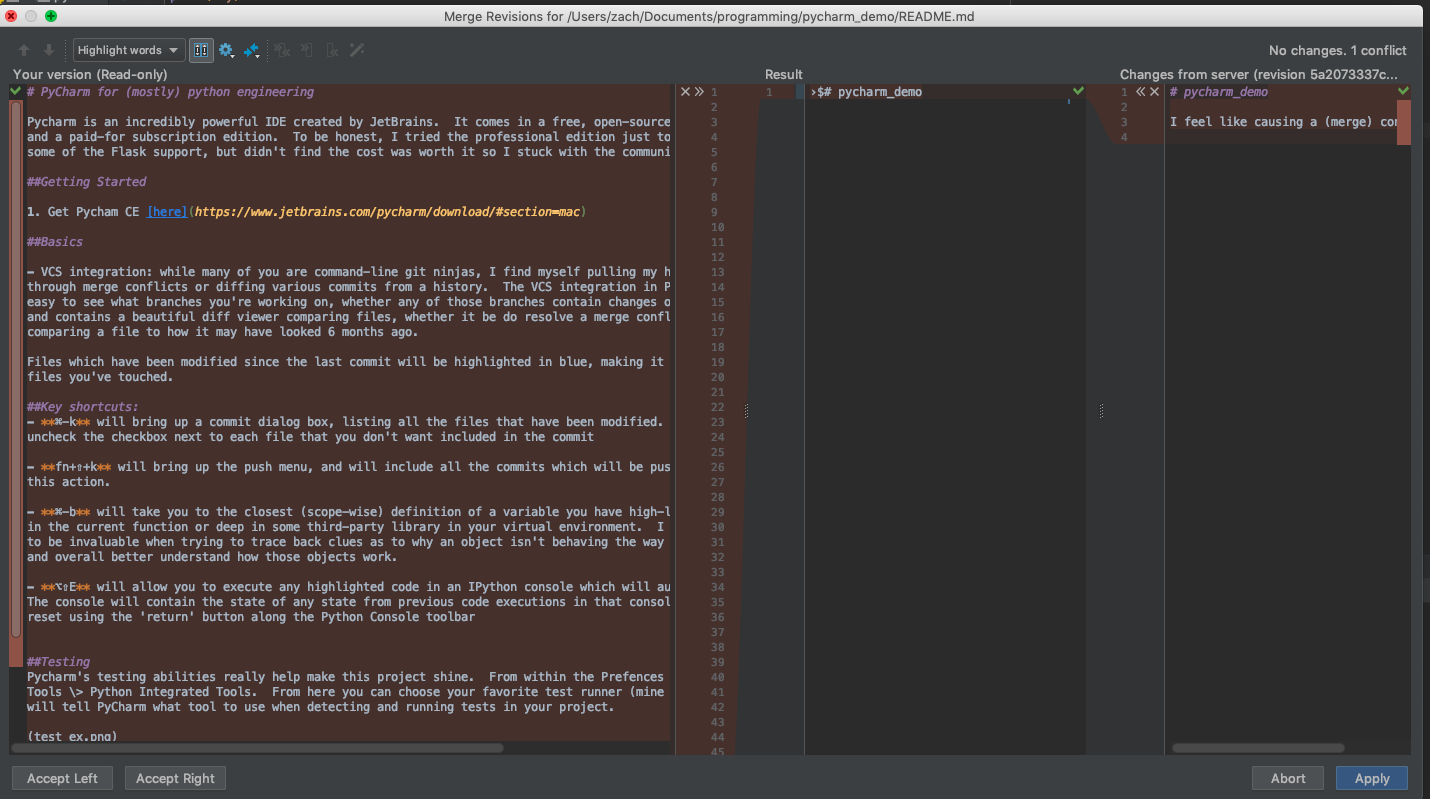 Merge Revisions for /Users/zach/Documents/programming/pycharm_demo/README.md
Highlight words
No changes. 1 conflict
Your version (Read-only)
Result
Changes from server (revision 5a2073337c...
# PyCharm for (mostly) python engineering
Pycharm is an incredibly powerful IDE created by JetBrains.  It comes in a free, open-source
and a paid-for subscription edition.  To be honest, I tried the professional edition just to
some of the Flask support, but didn't find the cost was worth it so I stuck with the communi
##Getting Started
1. Get Pycham CE [here](https://www.jetbrains.com/pycharm/download/#section=mac)
##Basics
- VCS integration: while many of you are command-line git ninjas, I find myself pulling my h
through merge conflicts or diffing various commits from a history.  The VCS integration in P
easy to see what branches you're working on, whether any of those branches contain changes o
and contains a beautiful diff viewer comparing files, whether it be do resolve a merge confl
comparing a file to how it may have looked 6 months ago.
Files which have been modified since the last commit will be highlighted in blue, making it
files you've touched.
##Key shortcuts:
- **⌘-k** will bring up a commit dialog box, listing all the files that have been modified.
uncheck the checkbox next to each file that you don't want included in the commit
- **fn+⇧+k** will bring up the push menu, and will include all the commits which will be pus
this action.
- **⌘-b** will take you to the closest (scope-wise) definition of a variable you have high-l
in the current function or deep in some third-party library in your virtual environment.  I
to be invaluable when trying to trace back clues as to why an object isn't behaving the way
and overall better understand how those objects work.
- **⌥⇧E** will allow you to execute any highlighted code in an IPython console which will au
The console will contain the state of any state from previous code executions in that consol
reset using the 'return' button along the Python Console toolbar
##Testing
Pycharm's testing abilities really help make this project shine.  From within the Prefences
Tools \> Python Integrated Tools.  From here you can choose your favorite test runner (mine
will tell PyCharm what tool to use when detecting and running tests in your project.
(test_ex.png)
1
2
3
4
5
6
7
8
9
10
11
12
13
14
15
16
17
18
19
20
21
22
23
24
25
26
27
28
29
30
31
32
33
34
35
36
37
38
39
40
41
42
43
44
45
1
›$# pycharm_demo
1
2
3
4
# pycharm_demo
I feel like causing a (merge) con
Accept Left
Accept Right
Abort
Apply